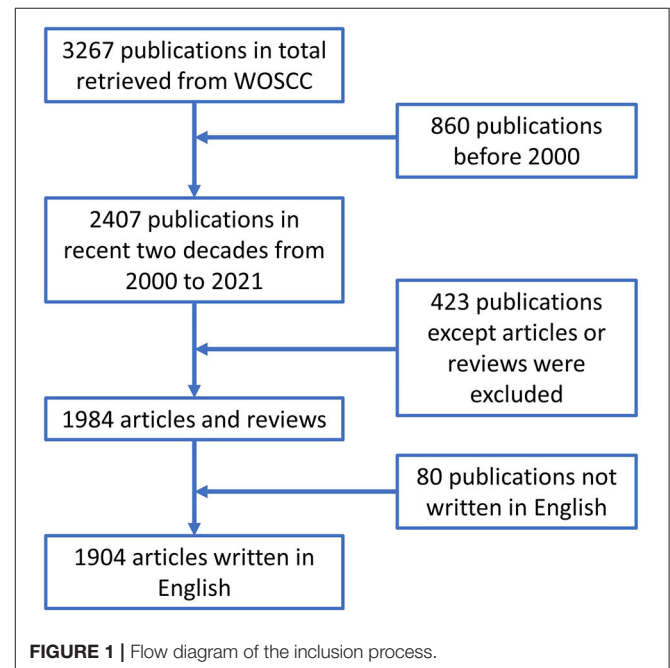 3267 publications in total
retrieved from WOSCC
860 publications
before 2000
2407 publications in
recent two decades from
2000 to 2021
423 publications
except articles or
reviews were
excluded
1984 articles and reviews
80 publications not
written in English
1904 articles written in
English
FIGURE 1 | Flow diagram of the inclusion process.